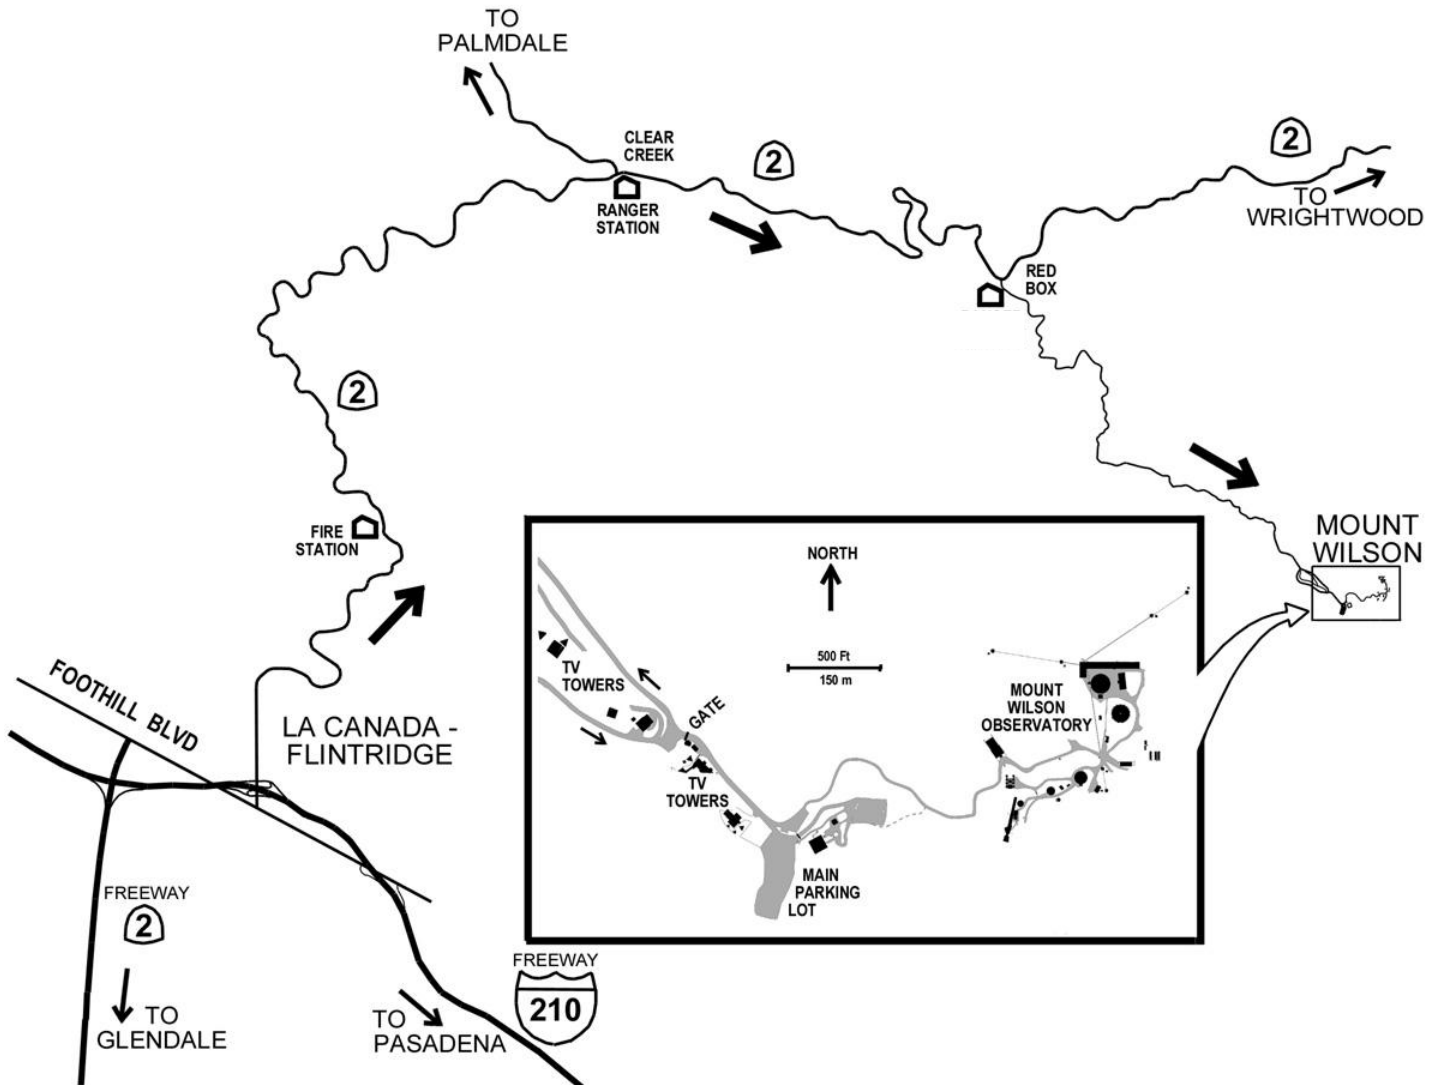 TO
PALMDALE
CLEAR
CREEK
2
2
RANGER
STATION
TO
WRIGHTWOOD
RED
BOX
2
FIRE
STATION
MOUNT
WILSON
NORTH
500 Ft
150 m
TV
TOWERS
GATE
MOUNT
WILSON
OBSERVATORY
TV
TOWERS
MAIN
PARKING
LOT
FOOTHILL BLVD
LA CANADA -
FLINTRIDGE
FREEWAY
2
TO
GLENDALE
TO
PASADENA
FREEWAY
210